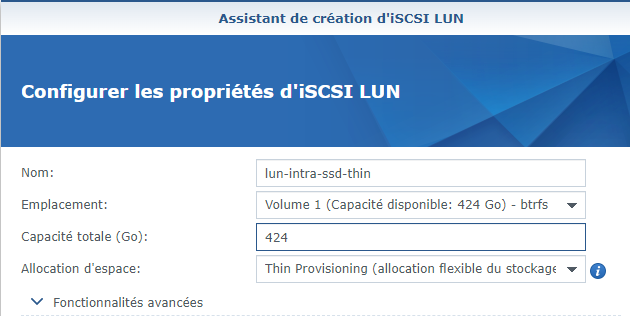 Assistant de création d'iSCSI LUN
Configurer les propriétés d'iSCSI LUN
Nom: lun-intra-ssd-thin
Emplacement: Volume 1 (Capacité disponible: 424 Go) - btrfs
Capacité totale (Go): 424
Allocation d'espace: Thin Provisioning (allocation flexible du stockage
Fonctionnalités avancées